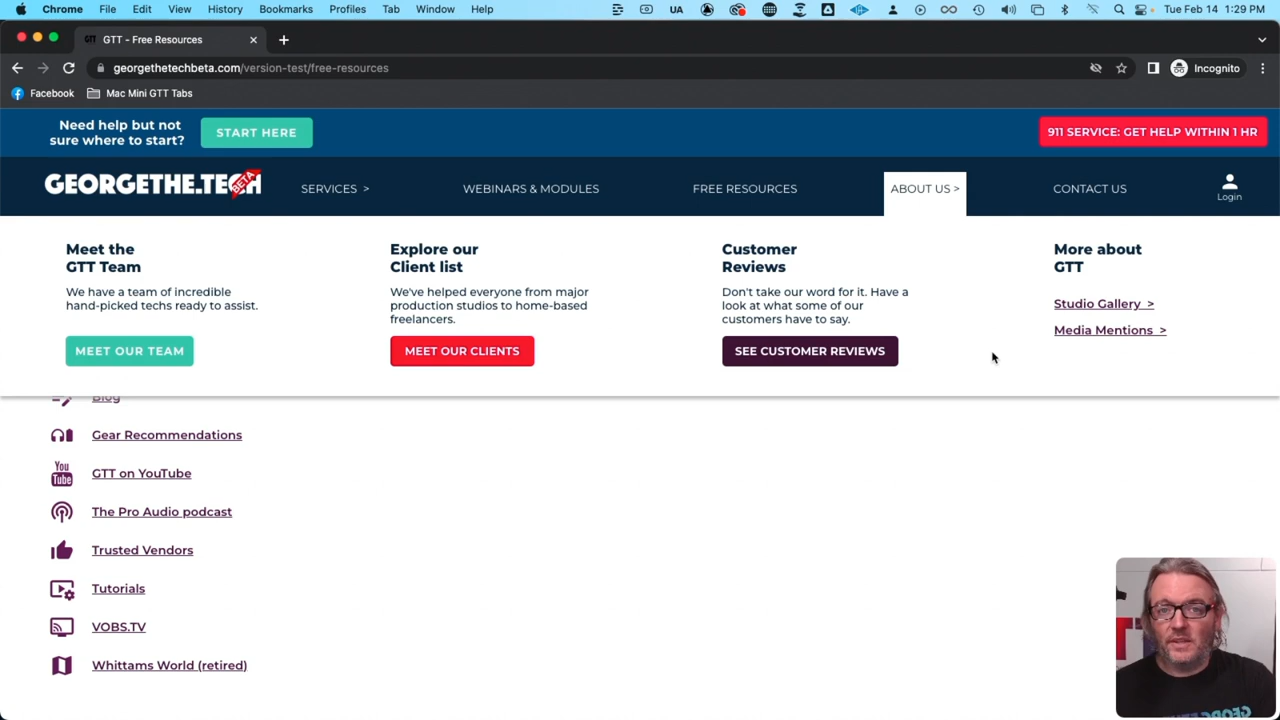 Chrome File Edit View History Bookmarks Profiles Tab Window Help UA Tue Feb 14 1:29 PM
GTT - Free Resources
georgethetechbeta.com/version-test/free-resources
Incognito
Facebook Mac Mini GTT Tabs
Need help but not
sure where to start?
START HERE
911 SERVICE: GET HELP WITHIN 1 HR
GEORGETHE.TECH
BETA
SERVICES >
WEBINARS & MODULES
FREE RESOURCES
ABOUT US >
CONTACT US
Login
Meet the
GTT Team
We have a team of incredible
hand-picked techs ready to assist.
MEET OUR TEAM
Explore our
Client list
We've helped everyone from major
production studios to home-based
freelancers.
MEET OUR CLIENTS
Customer
Reviews
Don't take our word for it. Have a
look at what some of our
customers have to say.
SEE CUSTOMER REVIEWS
More about
GTT
Studio Gallery >
Media Mentions >
Blog
Gear Recommendations
You
Tube
GTT on YouTube
The Pro Audio podcast
Trusted Vendors
Tutorials
VOBS.TV
Whittams World (retired)